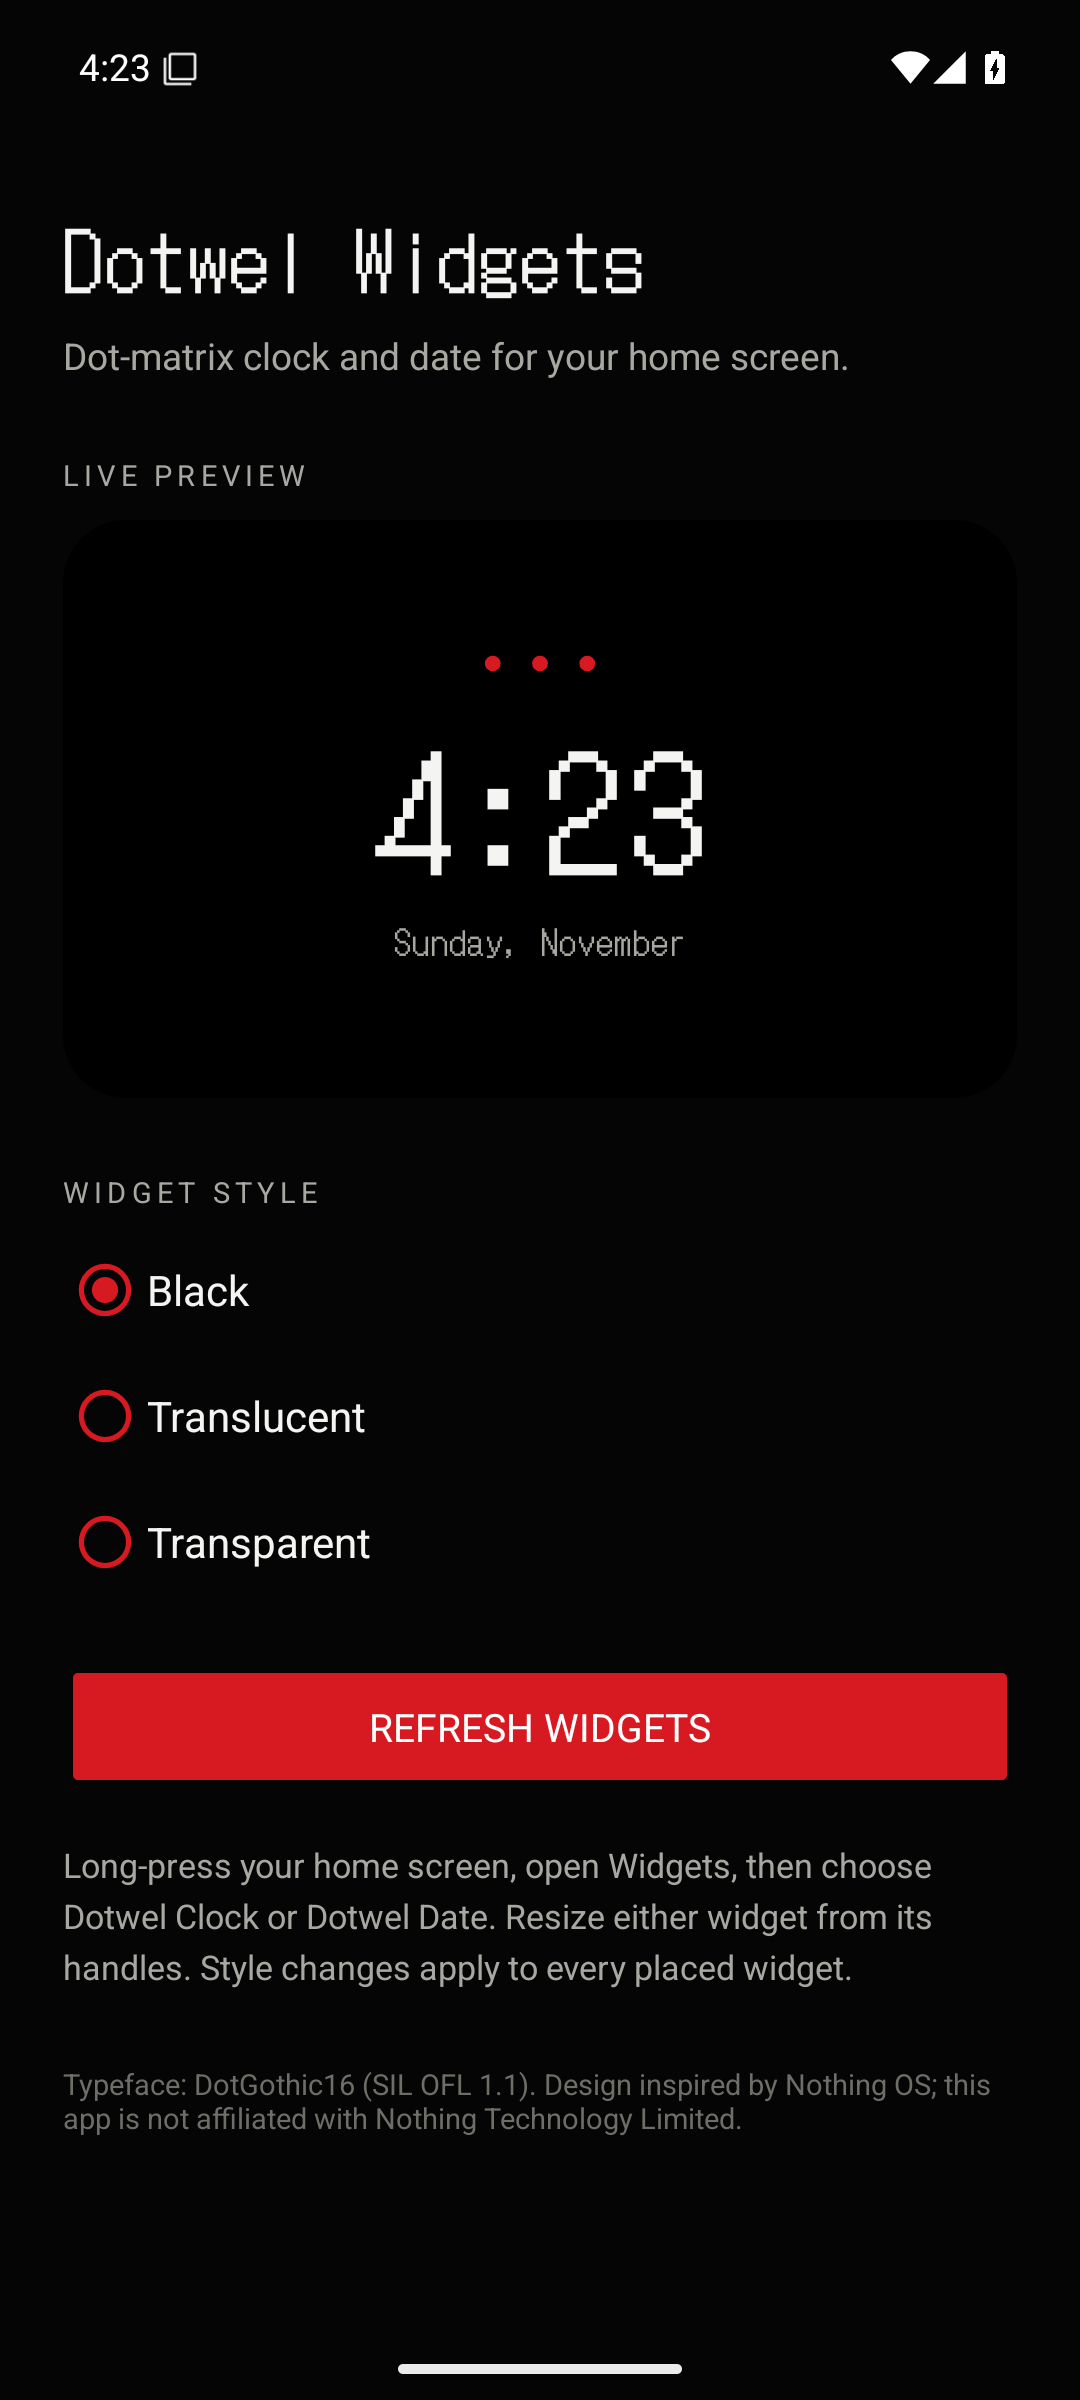 4:23
Dotwel Widgets
Dot-matrix clock and date for your home screen.
LIVE PREVIEW
4:23
Sunday, November
WIDGET STYLE
Black
Translucent
Transparent
REFRESH WIDGETS
Long-press your home screen, open Widgets, then choose
Dotwel Clock or Dotwel Date. Resize either widget from its
handles. Style changes apply to every placed widget.
Typeface: DotGothic16 (SIL OFL 1.1). Design inspired by Nothing OS; this
app is not affiliated with Nothing Technology Limited.